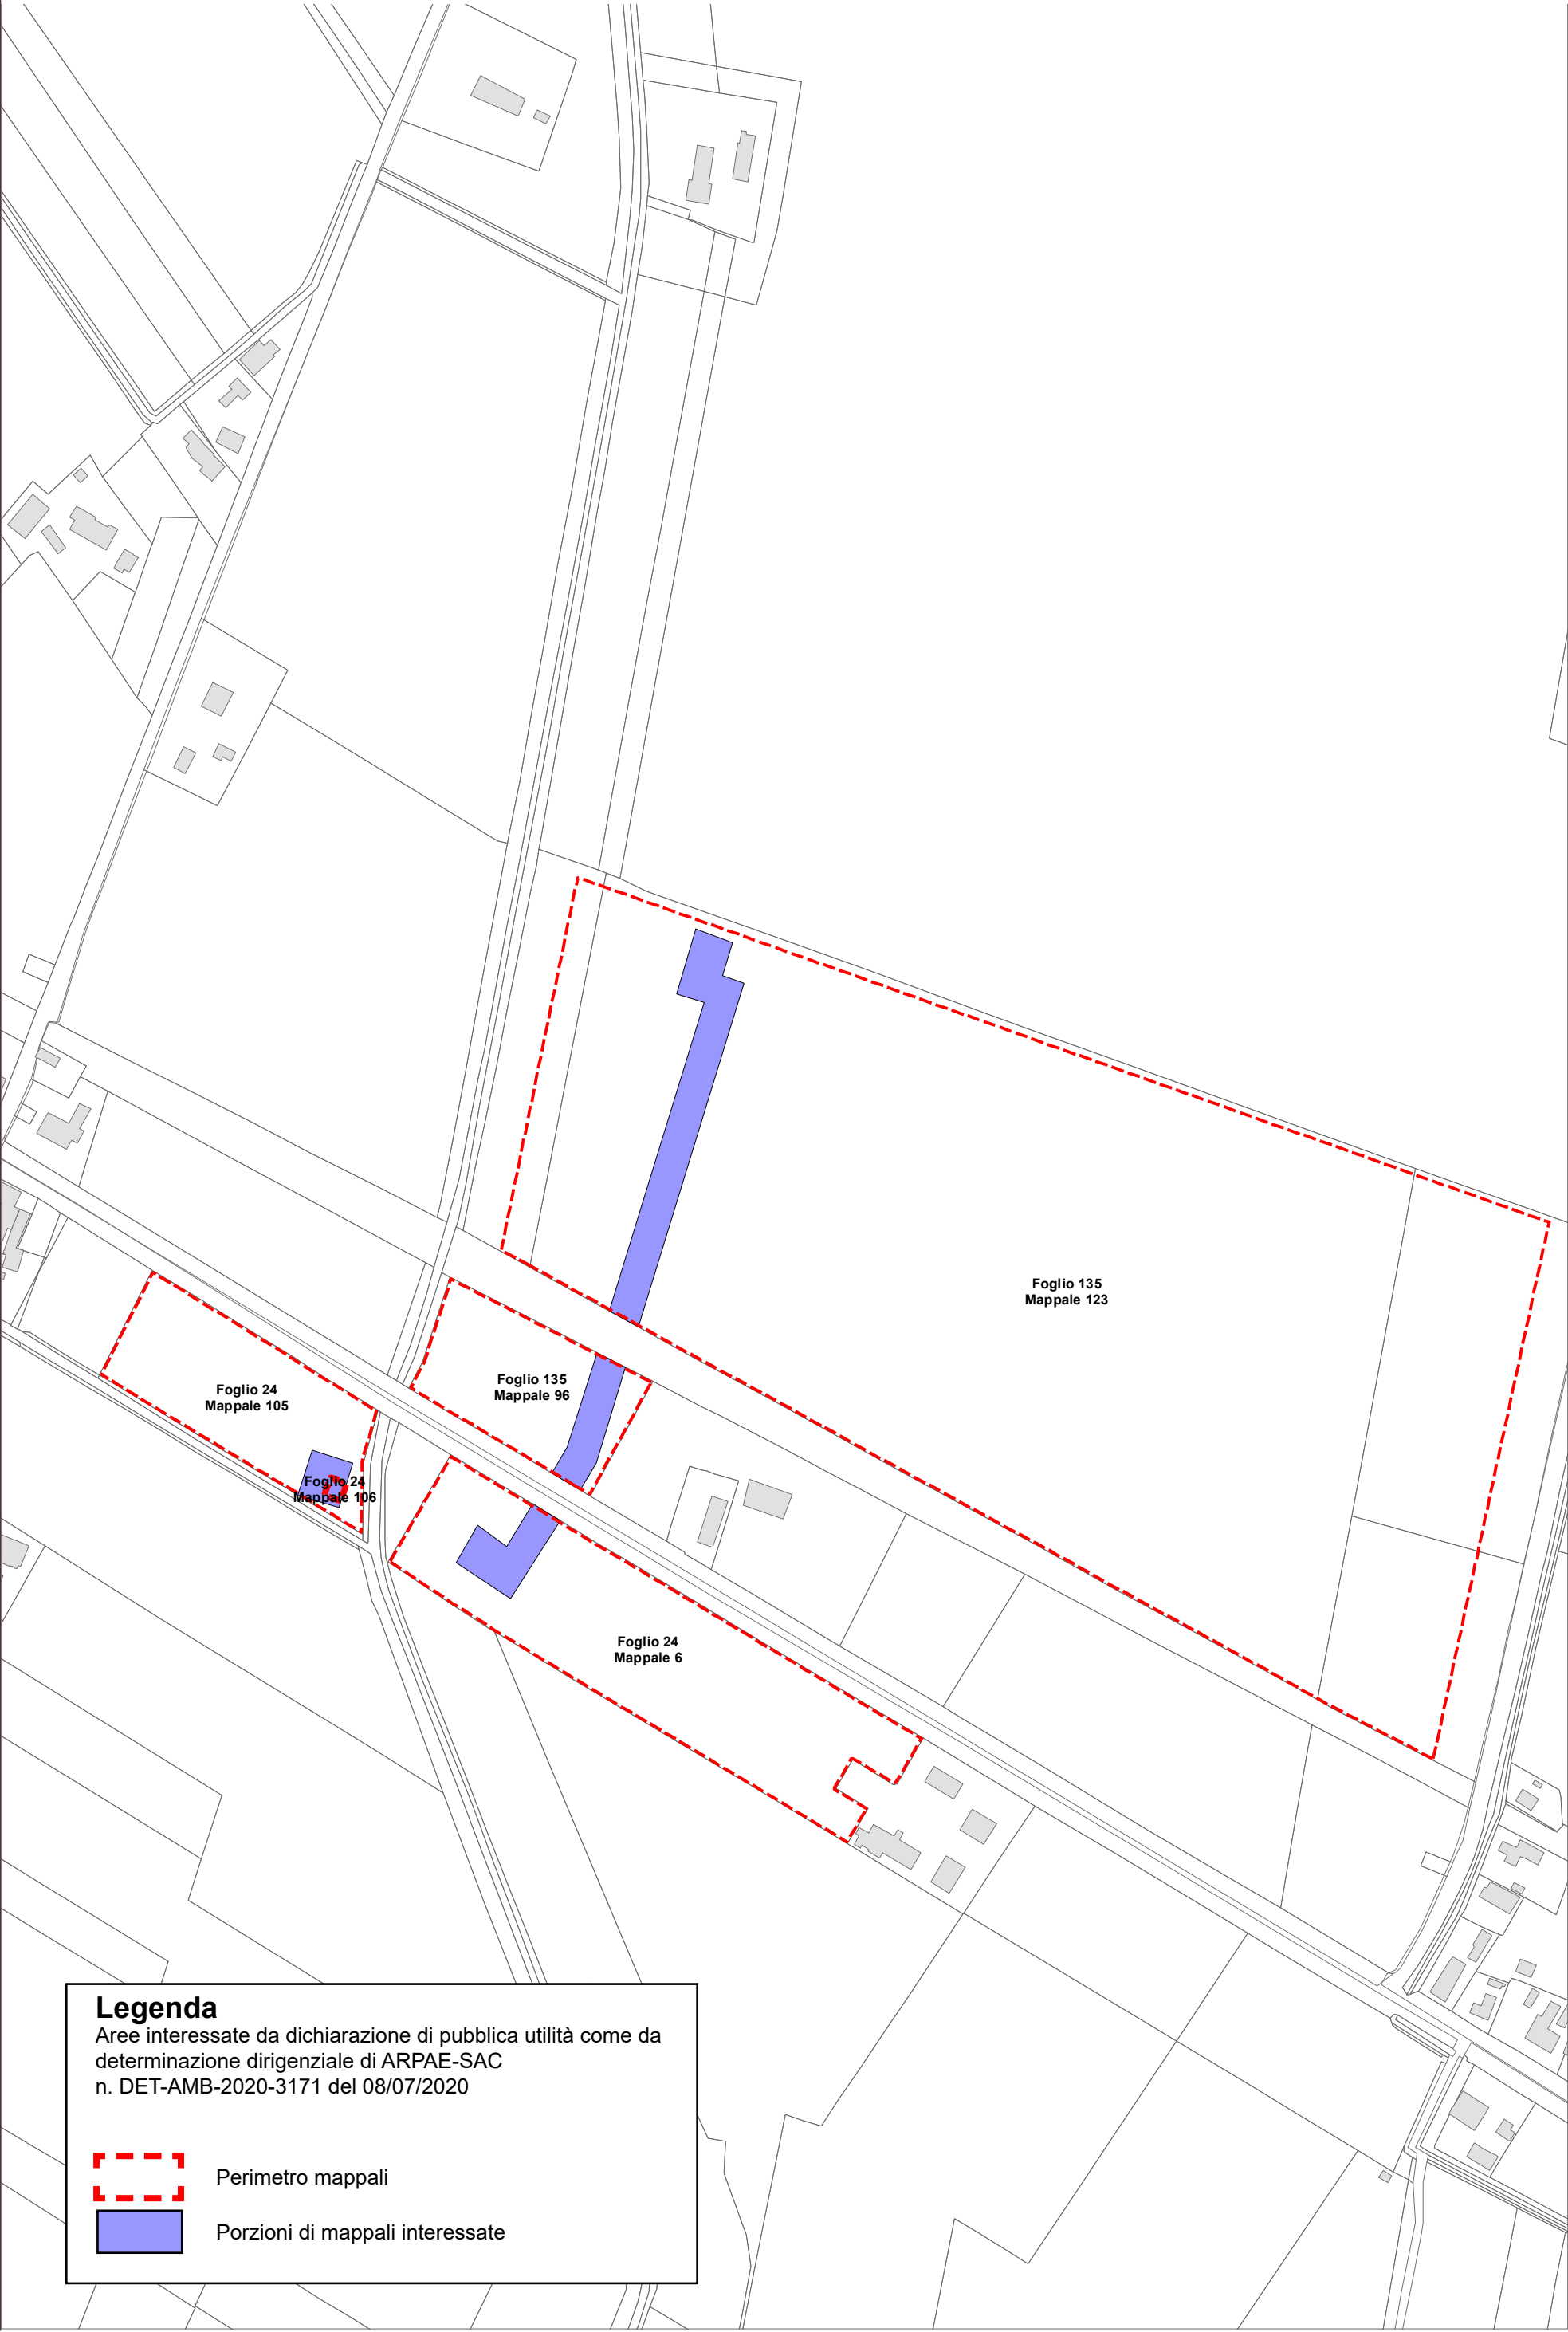 Foglio 135
Mappale 123
Foglio 135
Mappale 96
Foglio 24
Mappale 105
Foglio 24
Mappale 106
Foglio 24
Mappale 6
Legenda
Aree interessate da dichiarazione di pubblica utilità come da
determinazione dirigenziale di ARPAE-SAC
n. DET-AMB-2020-3171 del 08/07/2020
Perimetro mappali
Porzioni di mappali interessate